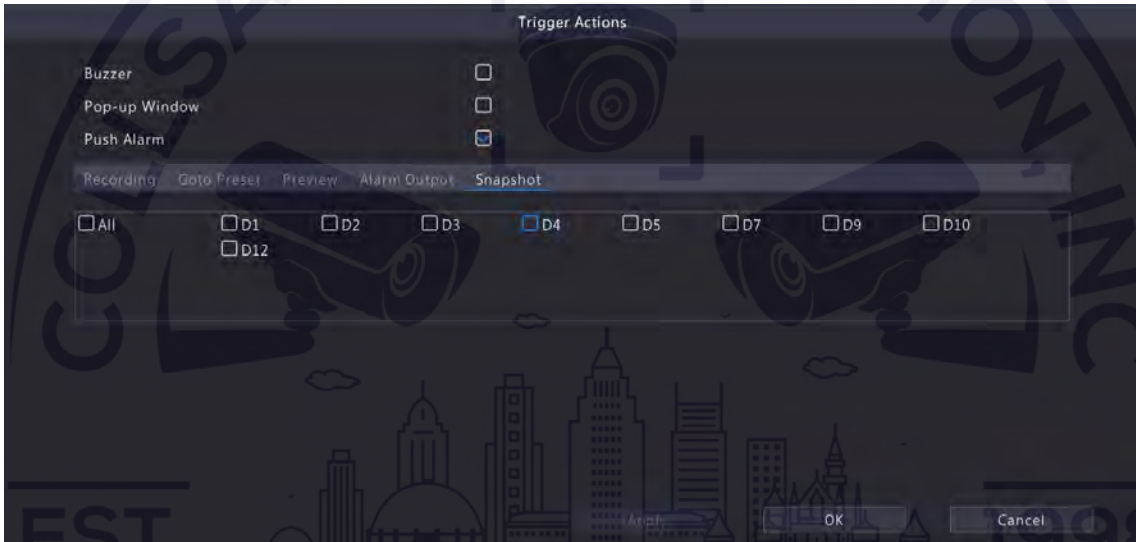 Trigger Actions
Buzzer
Pop-up Window
Push Alarm
Recording Goto Preset Preview Alarm Output Snapshot
All D1 D2 D3 D4 D5 D7 D9 D10
D12
Apply OK Cancel
EST